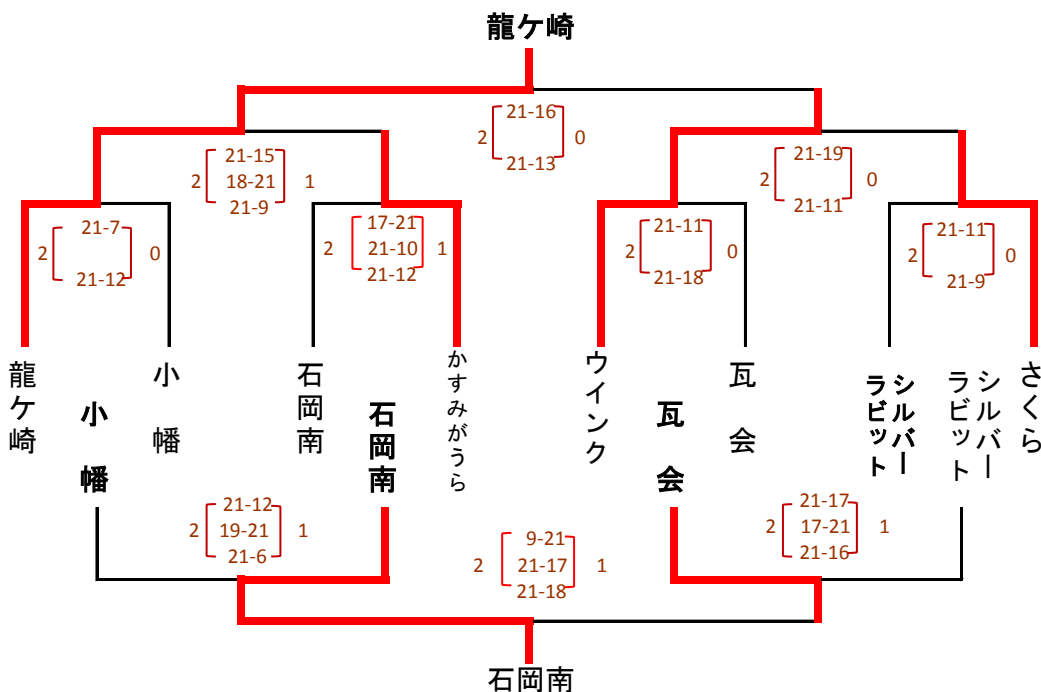 龍ケ崎
21-16
2 0
21-13
21-15
2 18-21 1
21-9
21-19
2 0
21-11
21-7
2 0
21-12
17-21
2 21-10 1
21-12
21-11
2 0
21-18
21-11
2 0
21-9
龍ケ崎
小幡
小幡
石岡南
石岡南
かすみがうら
ウインク
瓦会
瓦会
シルバー
ラビット
シルバー
ラビット
さくら
21-12
2 19-21 1
21-6
9-21
2 21-17 1
21-18
21-17
2 17-21 1
21-16
石岡南